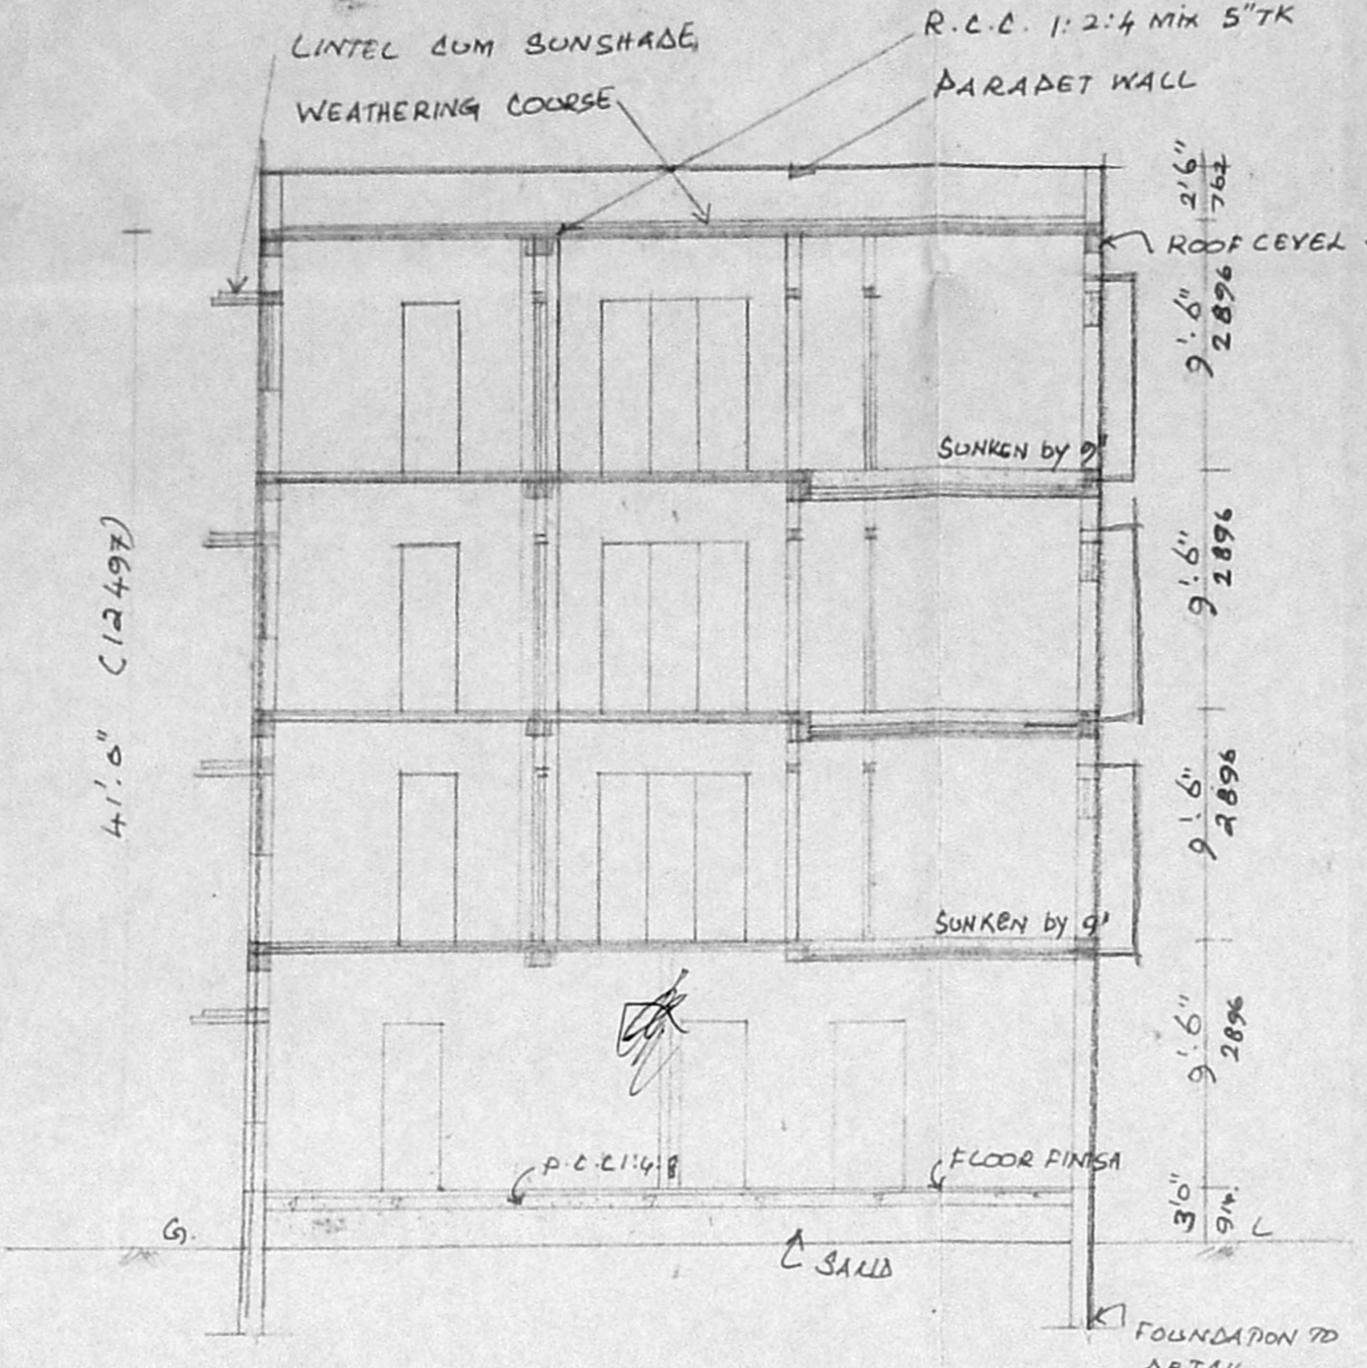 R.C.C. 1:2:4 MIX 5"TK
LINTEL CUM SUNSHADE
PARAPET WALL
WEATHERING COURSE
2'6"
762
ROOF LEVEL
9'.6"
2896
SUNKEN by 9"
9'.6"
2896
41'.0" (12497)
9'.6"
2896
SUNKEN by 9"
9'.6"
2896
P.C.C 1:4:8
FLOOR FINISH
3'0"
914.
G.
L
SAND
FOUNDATION TO